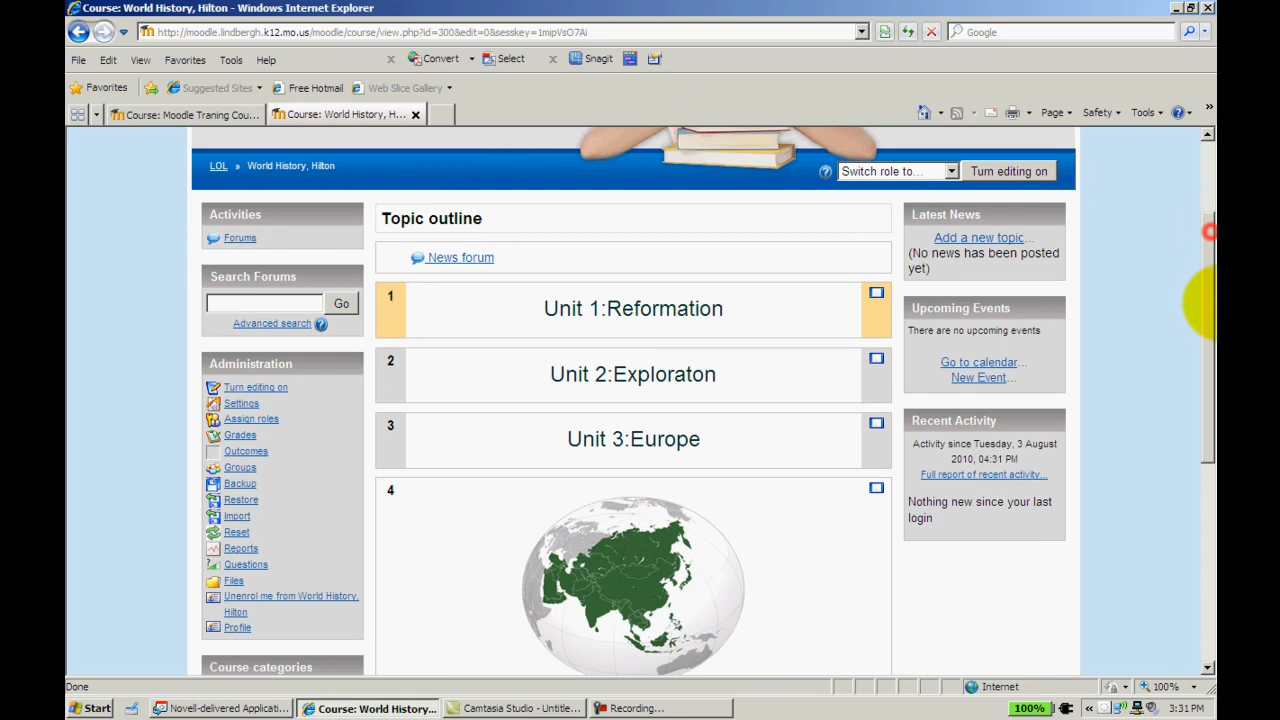 Course: World History, Hilton - Windows Internet Explorer
http://moodle.lindbergh.k12.mo.us/moodle/course/view.php?id=300&edit=0&sesskey=1mipVsO7Ai
Google
File Edit View Favorites Tools Help
x Convert Select x Snagit
Favorites Suggested Sites Free Hotmail Web Slice Gallery
Course: Moodle Traning Cou... Course: World History, H... x
Page Safety Tools »
LOL » World History, Hilton
Switch role to... Turn editing on
Activities
Forums
Search Forums
Go
Advanced search
Administration
Turn editing on
Settings
Assign roles
Grades
Outcomes
Groups
Backup
Restore
Import
Reset
Reports
Questions
Files
Unenrol me from World History,
Hilton
Profile
Course categories
Topic outline
News forum
1
Unit 1:Reformation
2
Unit 2:Exploraton
3
Unit 3:Europe
4
Latest News
Add a new topic...
(No news has been posted
yet)
Upcoming Events
There are no upcoming events
Go to calendar...
New Event...
Recent Activity
Activity since Tuesday, 3 August
2010, 04:31 PM
Full report of recent activity...
Nothing new since your last
login
Done Internet 100%
Start Novell-delivered Applicati... Course: World History,... Camtasia Studio - Untitle... Recording... 100% « 3:31 PM